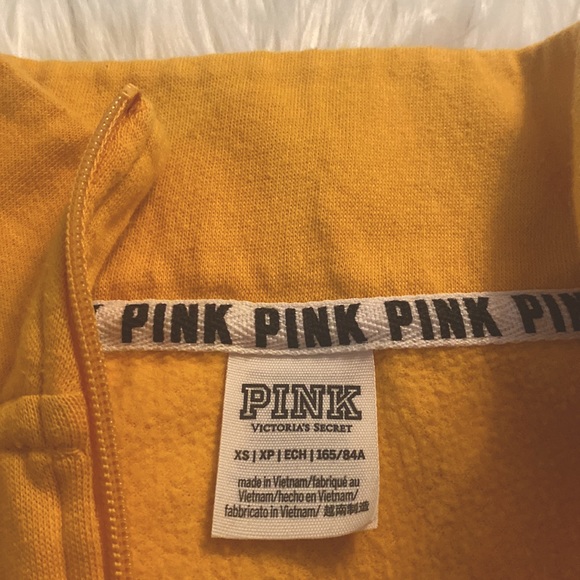 PINK PINK PINK PIN
PINK
VICTORIA'S SECRET
XS | XP | ECH | 165/84A
made in Vietnam/fabriqué au
Vietnam/hecho en Vietnam/
fabbricato in Vietnam/ 越南制造